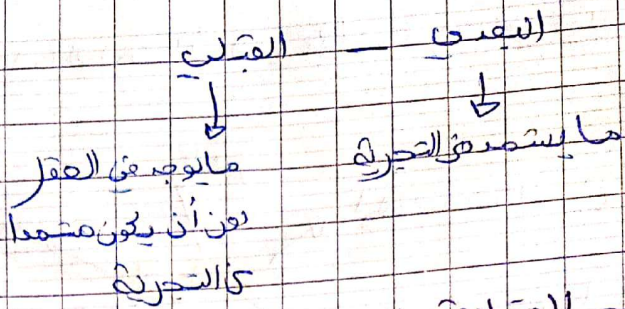 البعدي — القبلي
ما يستمد من التجربة
ما يوجد في العقل
دون أن يكون مستمدا
من التجربة